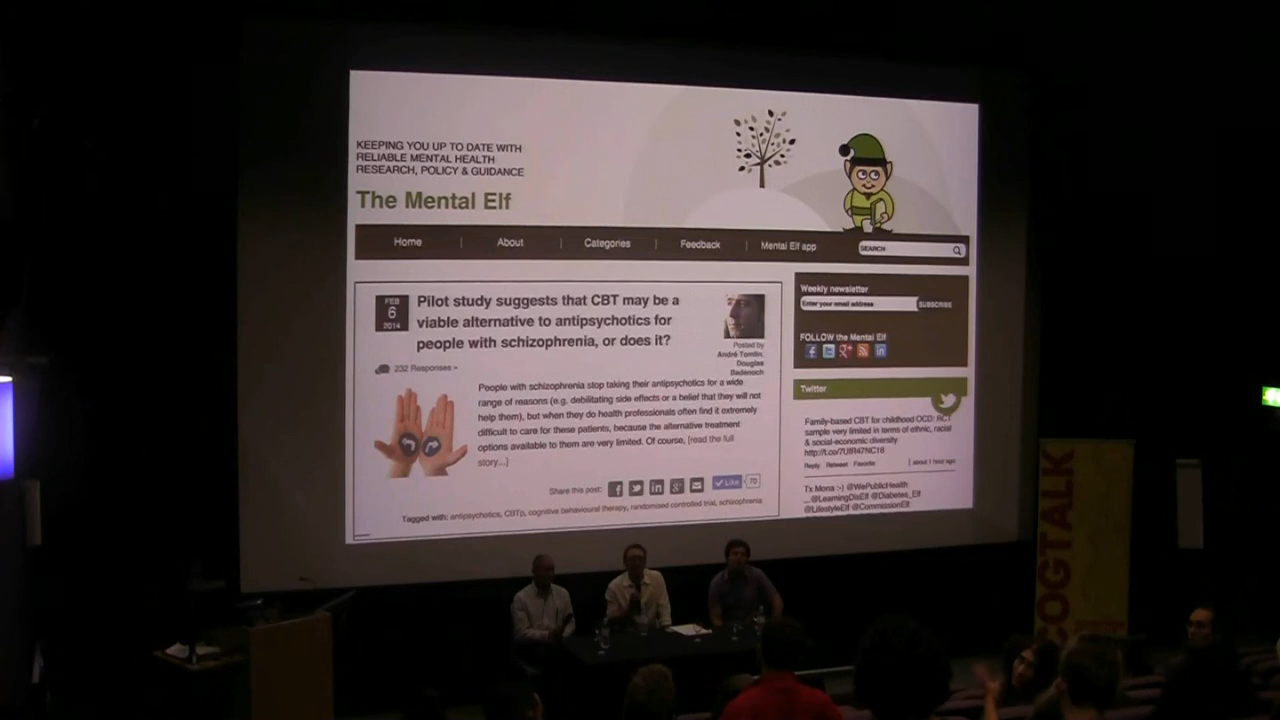 KEEPING YOU UP TO DATE WITH
RELIABLE MENTAL HEALTH
RESEARCH, POLICY & GUIDANCE
The Mental Elf
Home | About | Categories | Feedback | Mental Elf app
SEARCH
FEB
6
2014
Pilot study suggests that CBT may be a
viable alternative to antipsychotics for
people with schizophrenia, or does it?
232 Responses
Posted by
André Tomlin,
Douglas
Badenoch
People with schizophrenia stop taking their antipsychotics for a wide
range of reasons (e.g. debilitating side effects or a belief that they will not
help them), but when they do health professionals often find it extremely
difficult to care for these patients, because the alternative treatment
options available to them are very limited. Of course, [read the full
story...]
Share this post:
Like
70
Tagged with: antipsychotics, CBTp, cognitive behavioural therapy, randomised controlled trial, schizophrenia
Weekly newsletter
Enter your email address
SUBSCRIBE
FOLLOW the Mental Elf
Twitter
Family-based CBT for childhood OCD: RCT
sample very limited in terms of ethnic, racial
& social-economic diversity
Reply Retweet Favorite | about 1 hour ago
Tx Mona :-) @WePublicHealth
@LearningDisElf @Diabetes_Elf
@LifestyleElf @CommissionElf
COGTALK